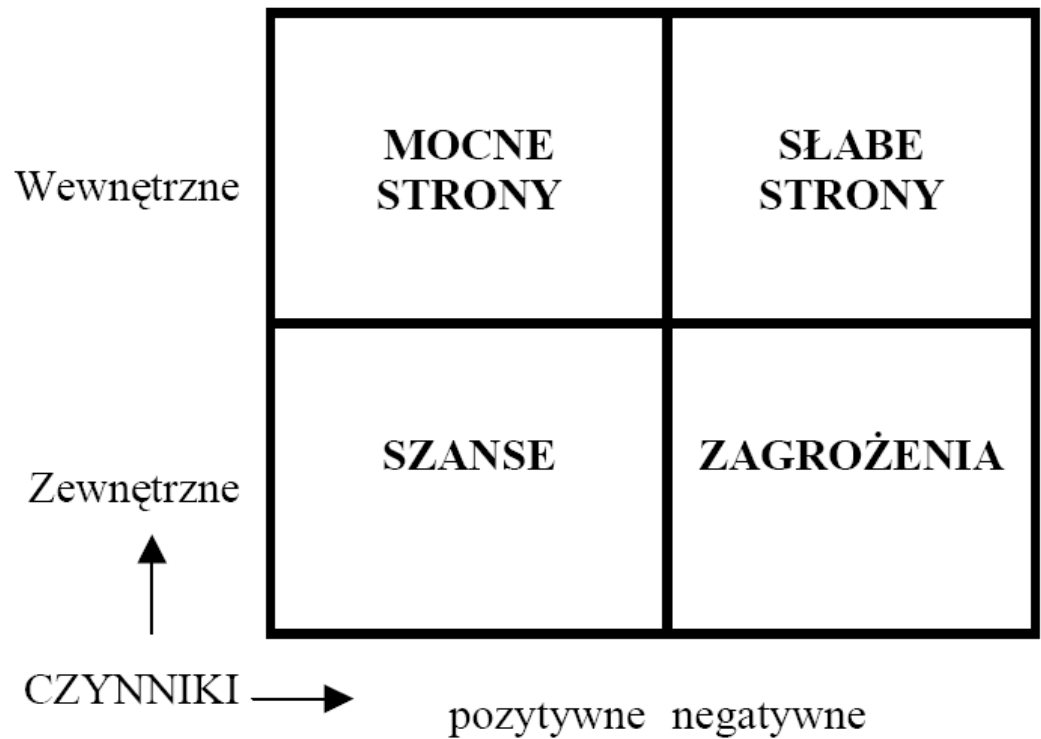 MOCNE
STRONY
SŁABE
STRONY
Wewnętrzne
SZANSE
ZAGROŻENIA
Zewnętrzne
CZYNNIKI
pozytywne negatywne